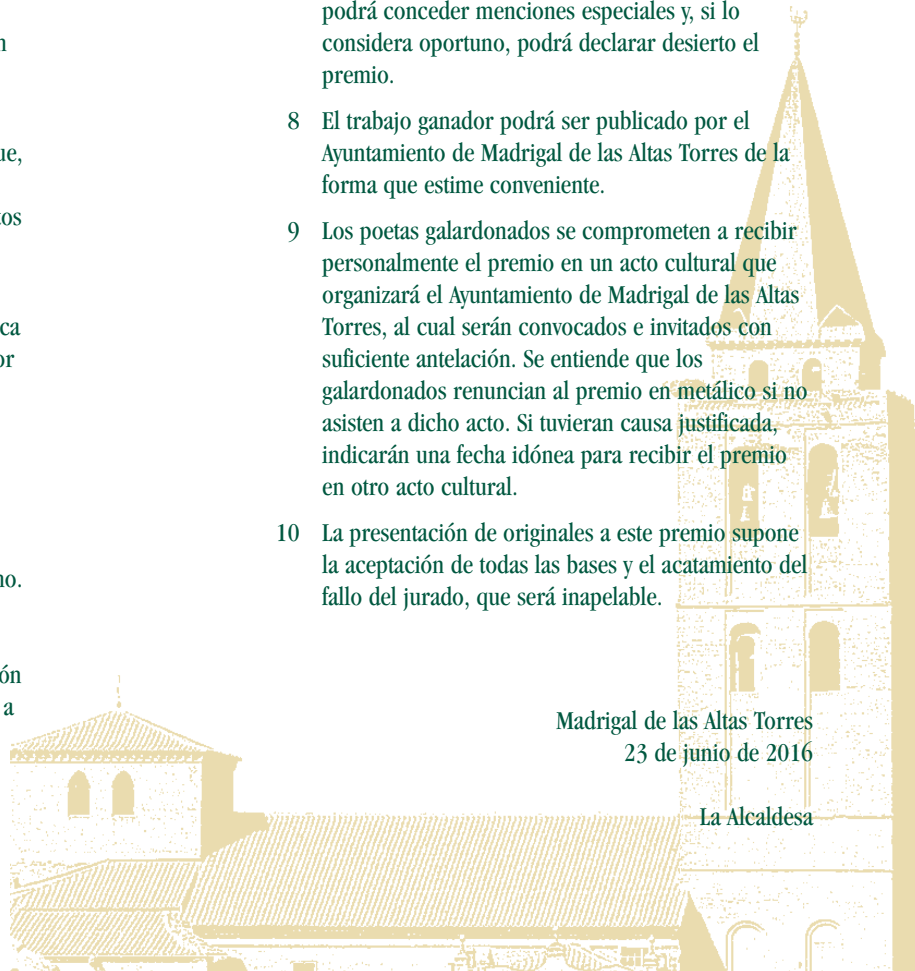 n
ue,
tos
ca
or
no.
ón
a
podrá conceder menciones especiales y, si lo
considera oportuno, podrá declarar desierto el
premio.
8 El trabajo ganador podrá ser publicado por el
Ayuntamiento de Madrigal de las Altas Torres de la
forma que estime conveniente.
9 Los poetas galardonados se comprometen a recibir
personalmente el premio en un acto cultural que
organizará el Ayuntamiento de Madrigal de las Altas
Torres, al cual serán convocados e invitados con
suficiente antelación. Se entiende que los
galardonados renuncian al premio en metálico si no
asisten a dicho acto. Si tuvieran causa justificada,
indicarán una fecha idónea para recibir el premio
en otro acto cultural.
10 La presentación de originales a este premio supone
la aceptación de todas las bases y el acatamiento del
fallo del jurado, que será inapelable.
Madrigal de las Altas Torres
23 de junio de 2016
La Alcaldesa